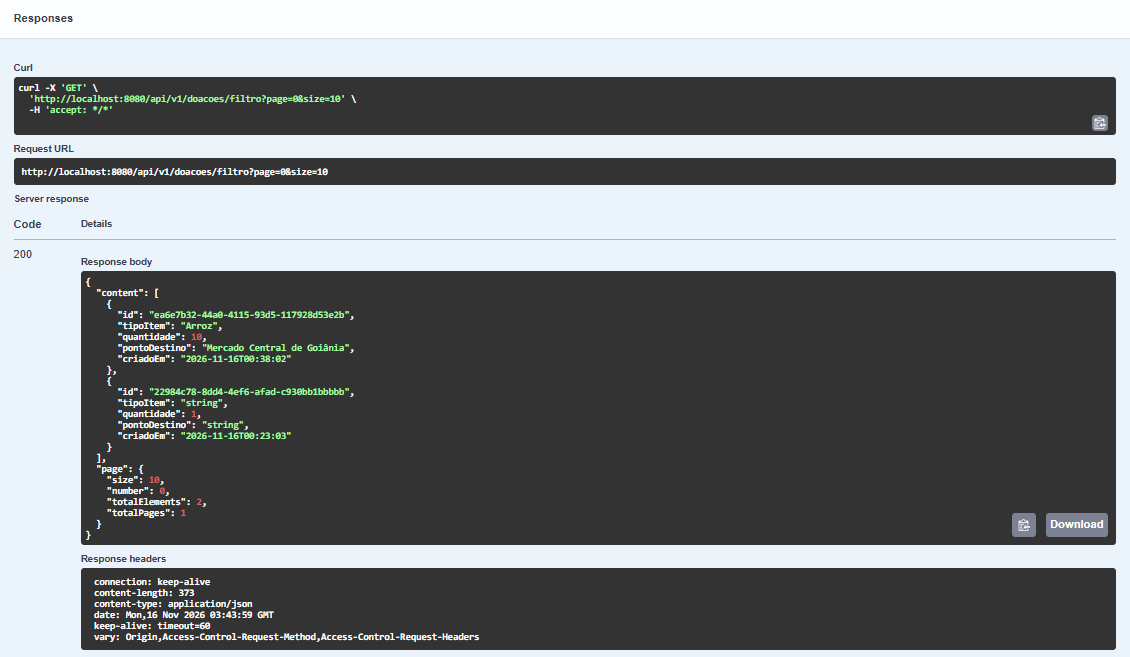 Responses
Curl
curl -X 'GET' \
'http://localhost:8080/api/v1/doacoes/filtro?page=0&size=10' \
-H 'accept: */*'
Request URL
http://localhost:8080/api/v1/doacoes/filtro?page=0&size=10
Server response
Code Details
200
Response body
{
"content": [
{
"id": "ea6e7b32-44a0-4115-93d5-117928d53e2b",
"tipoItem": "Arroz",
"quantidade": 10,
"pontoDestino": "Mercado Central de Goiânia",
"criadoEm": "2026-11-16T00:38:02"
},
{
"id": "22984c78-8dd4-4ef6-afad-c930bb1bbbbb",
"tipoItem": "string",
"quantidade": 1,
"pontoDestino": "string",
"criadoEm": "2026-11-16T00:23:03"
}
],
"page": {
"size": 10,
"number": 0,
"totalElements": 2,
"totalPages": 1
}
}
Download
Response headers
connection: keep-alive
content-length: 373
content-type: application/json
date: Mon,16 Nov 2026 03:43:59 GMT
keep-alive: timeout=60
vary: Origin,Access-Control-Request-Method,Access-Control-Request-Headers